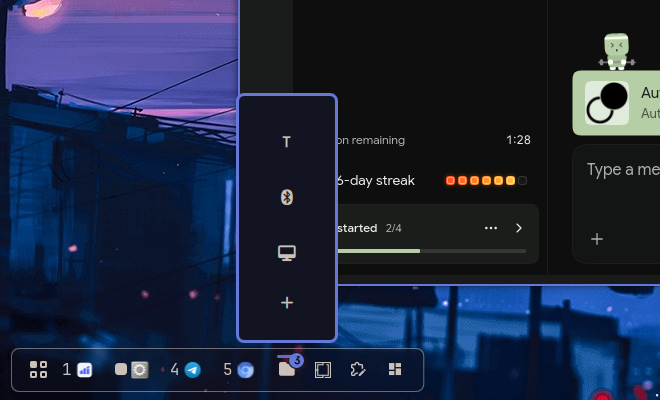 Au
Aut
T
on remaining 1:28
6-day streak
Type a me
started 2/4
1 4 5 3